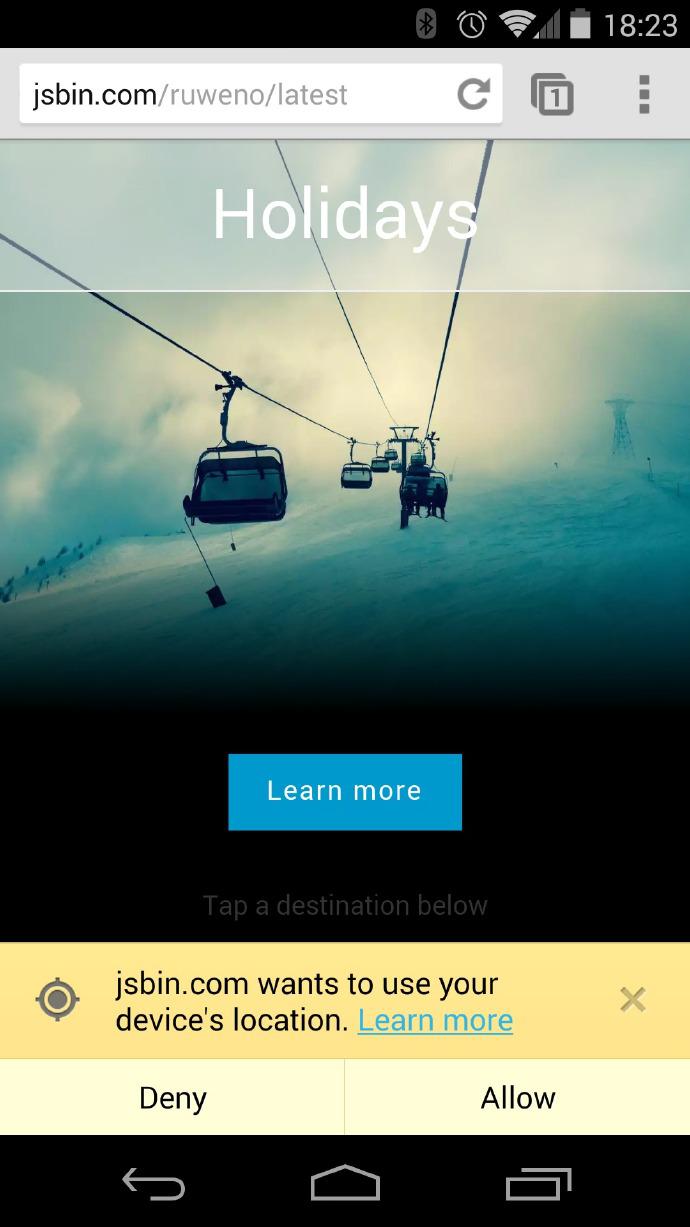 18:23
jsbin.com/ruweno/latest
1
Holidays
Learn more
Tap a destination below
jsbin.com wants to use your
device's location. Learn more
Deny Allow